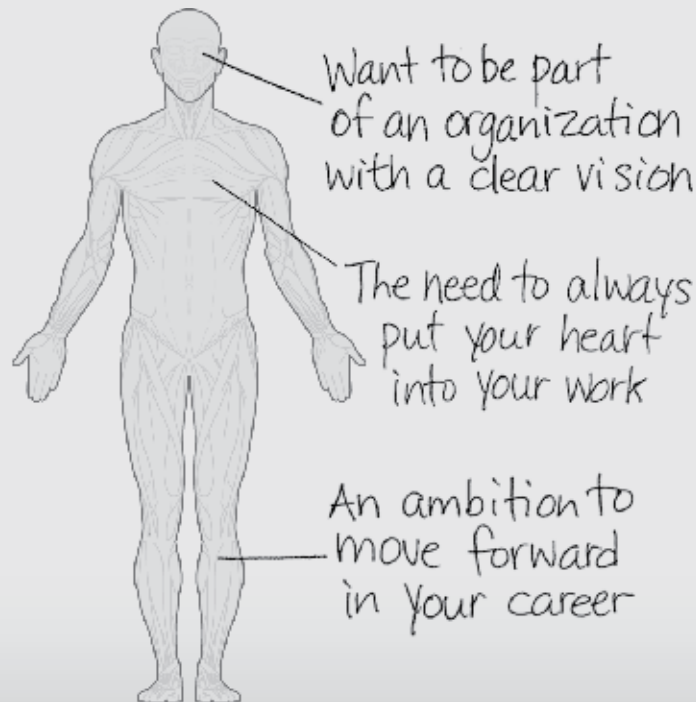 Want to be part
of an organization
with a clear vision
The need to always
put your heart
into your work
An ambition to
move forward
in your career